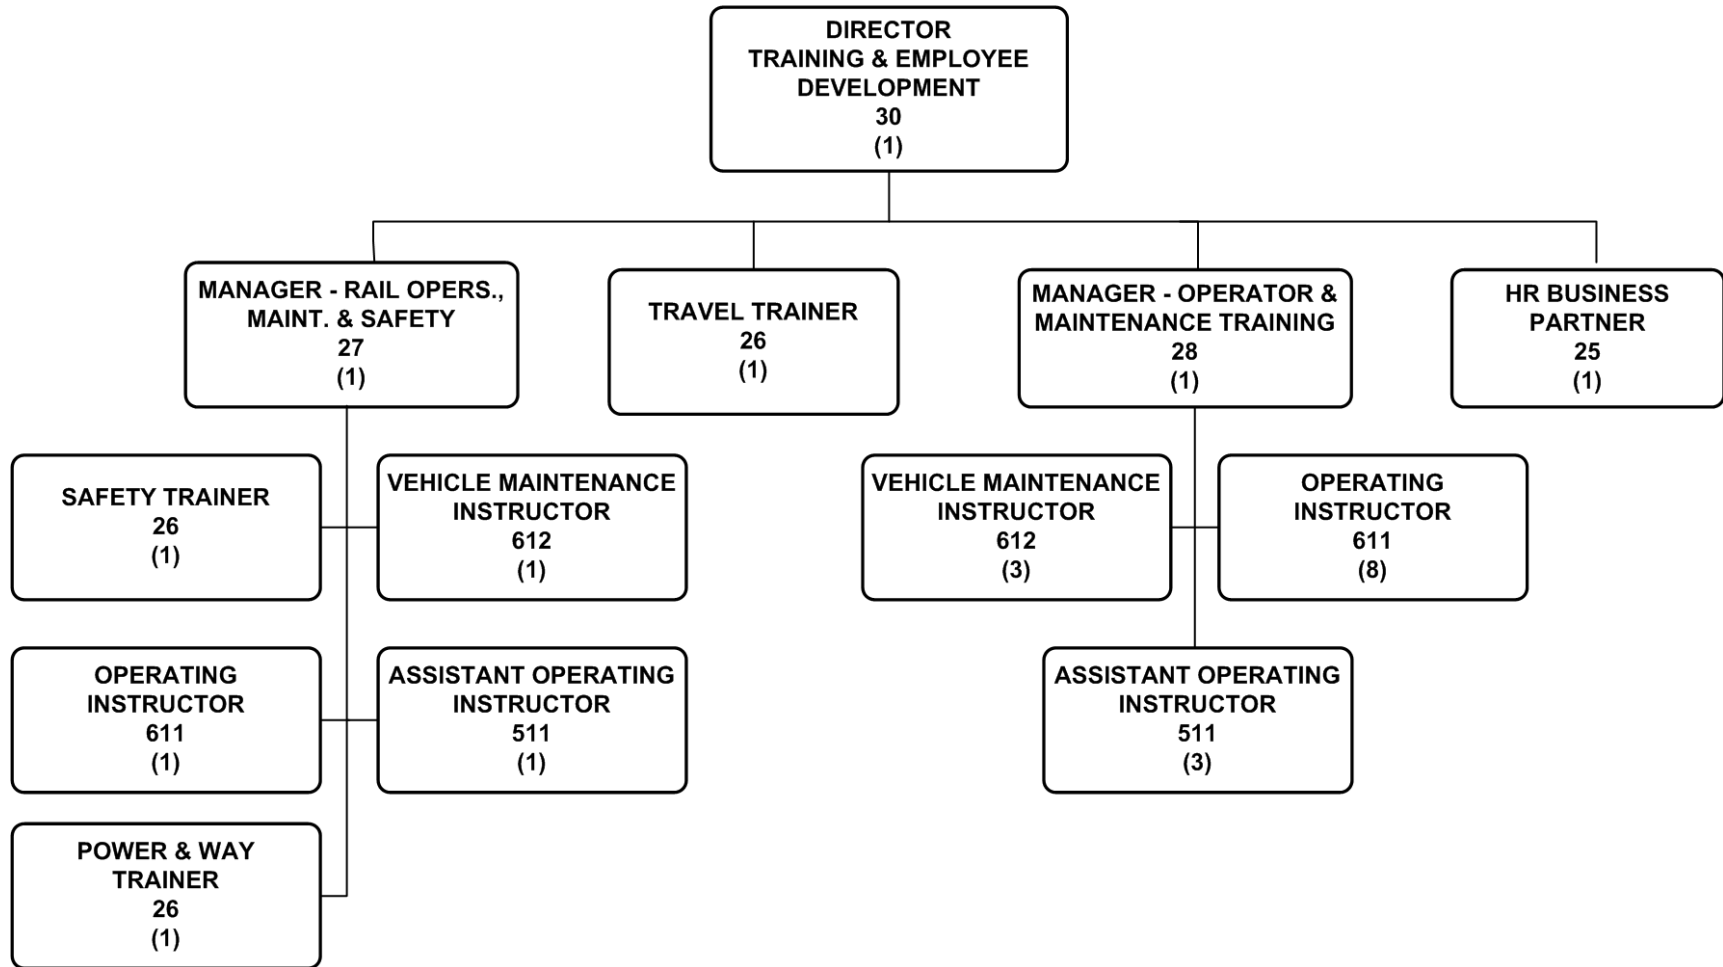 DIRECTOR
TRAINING & EMPLOYEE
DEVELOPMENT
30
(1)
MANAGER - RAIL OPERS.,
MAINT. & SAFETY
27
(1)
TRAVEL TRAINER
26
(1)
MANAGER - OPERATOR &
MAINTENANCE TRAINING
28
(1)
HR BUSINESS
PARTNER
25
(1)
SAFETY TRAINER
26
(1)
VEHICLE MAINTENANCE
INSTRUCTOR
612
(1)
VEHICLE MAINTENANCE
INSTRUCTOR
612
(3)
OPERATING
INSTRUCTOR
611
(8)
OPERATING
INSTRUCTOR
611
(1)
ASSISTANT OPERATING
INSTRUCTOR
511
(1)
ASSISTANT OPERATING
INSTRUCTOR
511
(3)
POWER & WAY
TRAINER
26
(1)